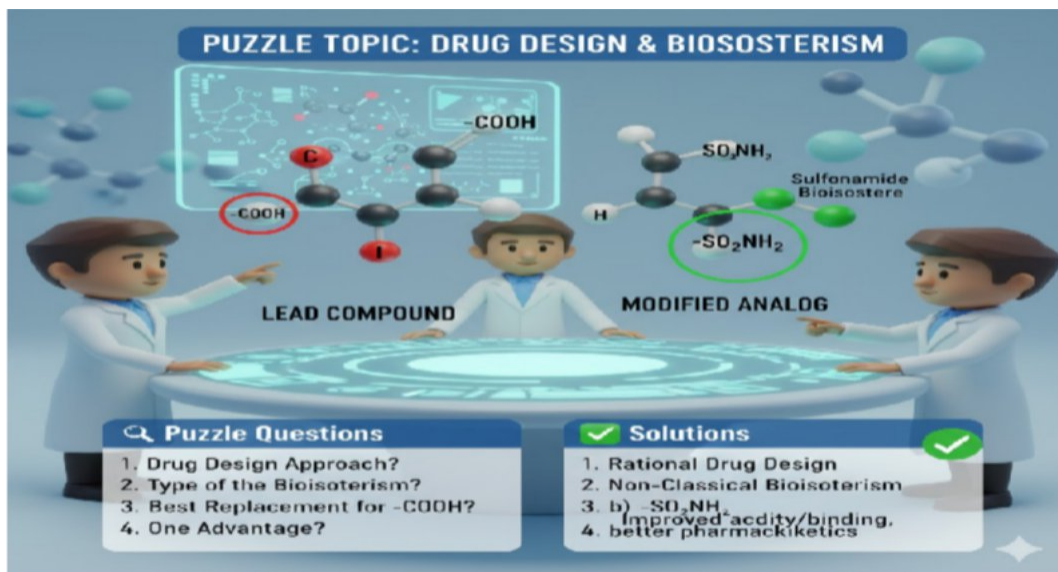 PUZZLE TOPIC: DRUG DESIGN & BIOSOSTERISM
-COOH
C
-COOH
I
LEAD COMPOUND
SO₂NH₂
Sulfonamide
Bioisostere
H
-SO₂NH₂
MODIFIED ANALOG
Puzzle Questions
1. Drug Design Approach?
2. Type of the Bioisoterism?
3. Best Replacement for -COOH?
4. One Advantage?
Solutions
1. Rational Drug Design
2. Non-Classical Bioisoterism
3. b) -SO₂NH₂
Improved acdity/binding,
4. better pharmackiketics